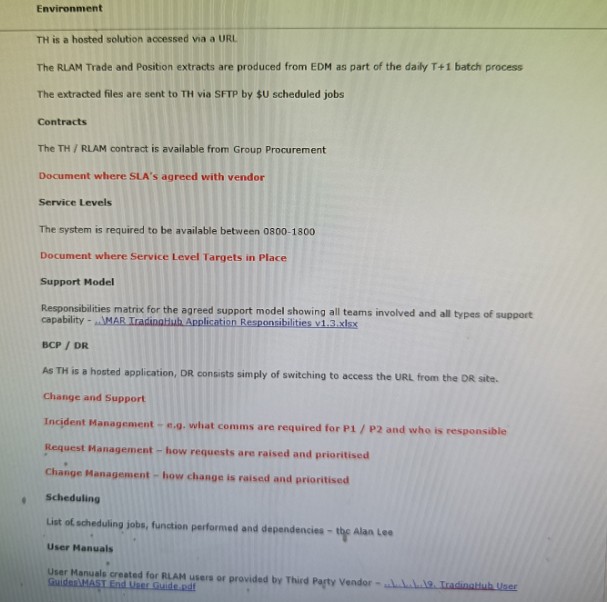 Environment
TH is a hosted solution accessed via a URL
The RLAM Trade and Position extracts are produced from EDM as part of the daily T+1 batch process
The extracted files are sent to TH via SFTP by $U scheduled jobs
Contracts
The TH / RLAM contract is available from Group Procurement
Document where SLA's agreed with vendor
Service Levels
The system is required to be available between 0800-1800
Document where Service Level Targets in Place
Support Model
Responsibilities matrix for the agreed support model showing all teams involved and all types of support
capability - ..\MAR TradingHub Application Responsibilities v1.3.xlsx
BCP / DR
As TH is a hosted application, DR consists simply of switching to access the URL from the DR site.
Change and Support
Incident Management – e.g. what comms are required for P1 / P2 and who is responsible
Request Management – how requests are raised and prioritised
Change Management – how change is raised and prioritised
Scheduling
List of scheduling jobs, function performed and dependencies – tbc Alan Lee
User Manuals
User Manuals created for RLAM users or provided by Third Party Vendor - ..\..\..\..\9. TradingHub User
Guides\MAST End User Guide.pdf